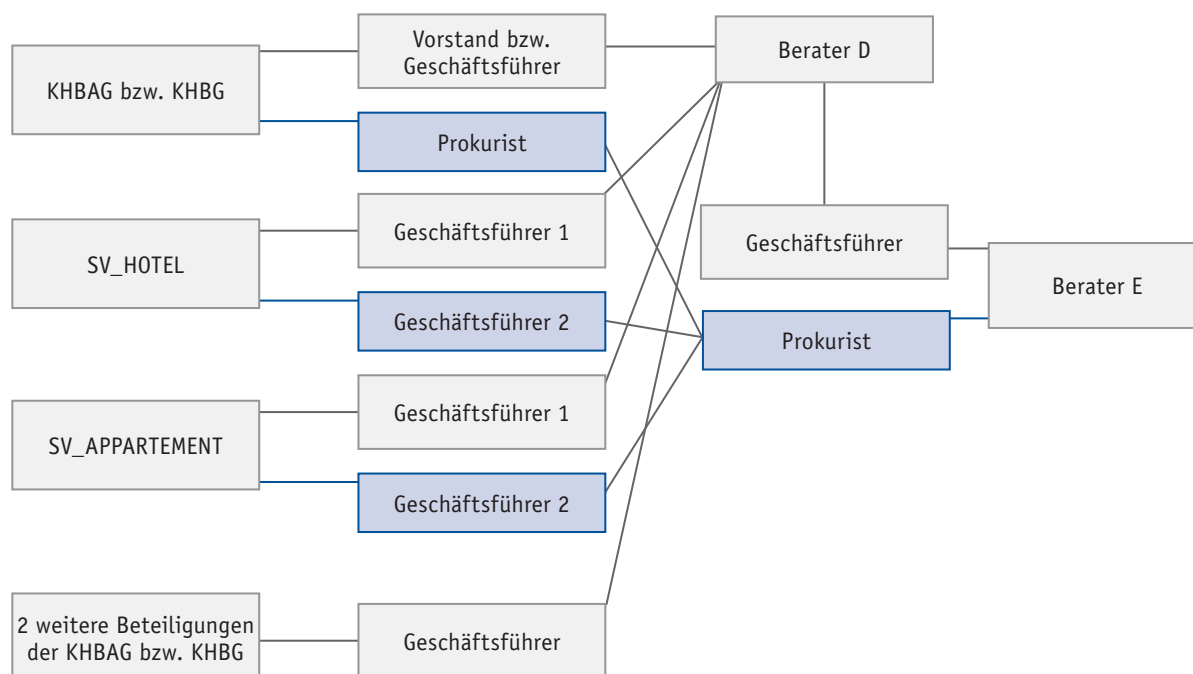 Vorstand bzw.
Geschäftsführer
Berater D
KHBAG bzw. KHBG
Prokurist
Geschäftsführer 1
SV_HOTEL
Geschäftsführer
Berater E
Geschäftsführer 2
Prokurist
Geschäftsführer 1
SV_APPARTEMENT
Geschäftsführer 2
2 weitere Beteiligungen
der KHBAG bzw. KHBG
Geschäftsführer